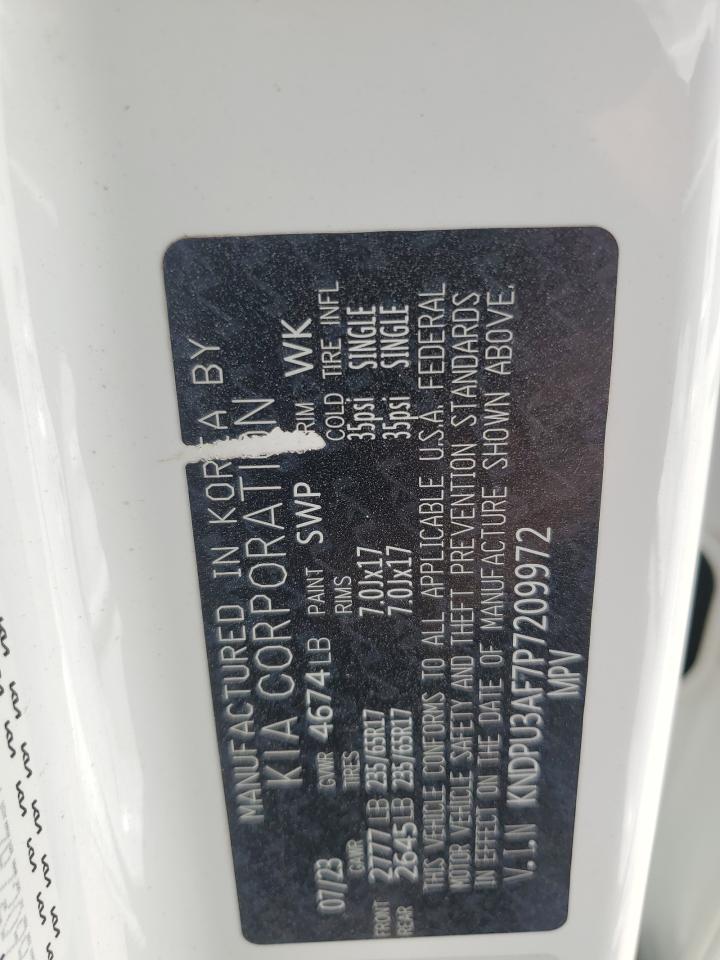 MANUFACTURED IN KOREA BY
KIA CORPORATION
07/23 GVWR 4674LB PAINT SWP TRIM WK
GAWR TIRES RIMS COLD TIRE INFL
FRONT 2777LB 235/65R17 7.0Jx17 35psi SINGLE
REAR 2645LB 235/65R17 7.0Jx17 35psi SINGLE
THIS VEHICLE CONFORMS TO ALL APPLICABLE U.S.A. FEDERAL
MOTOR VEHICLE SAFETY AND THEFT PREVENTION STANDARDS
IN EFFECT ON THE DATE OF MANUFACTURE SHOWN ABOVE.
V.I.N KNDPU3AF7P7209972
MPV